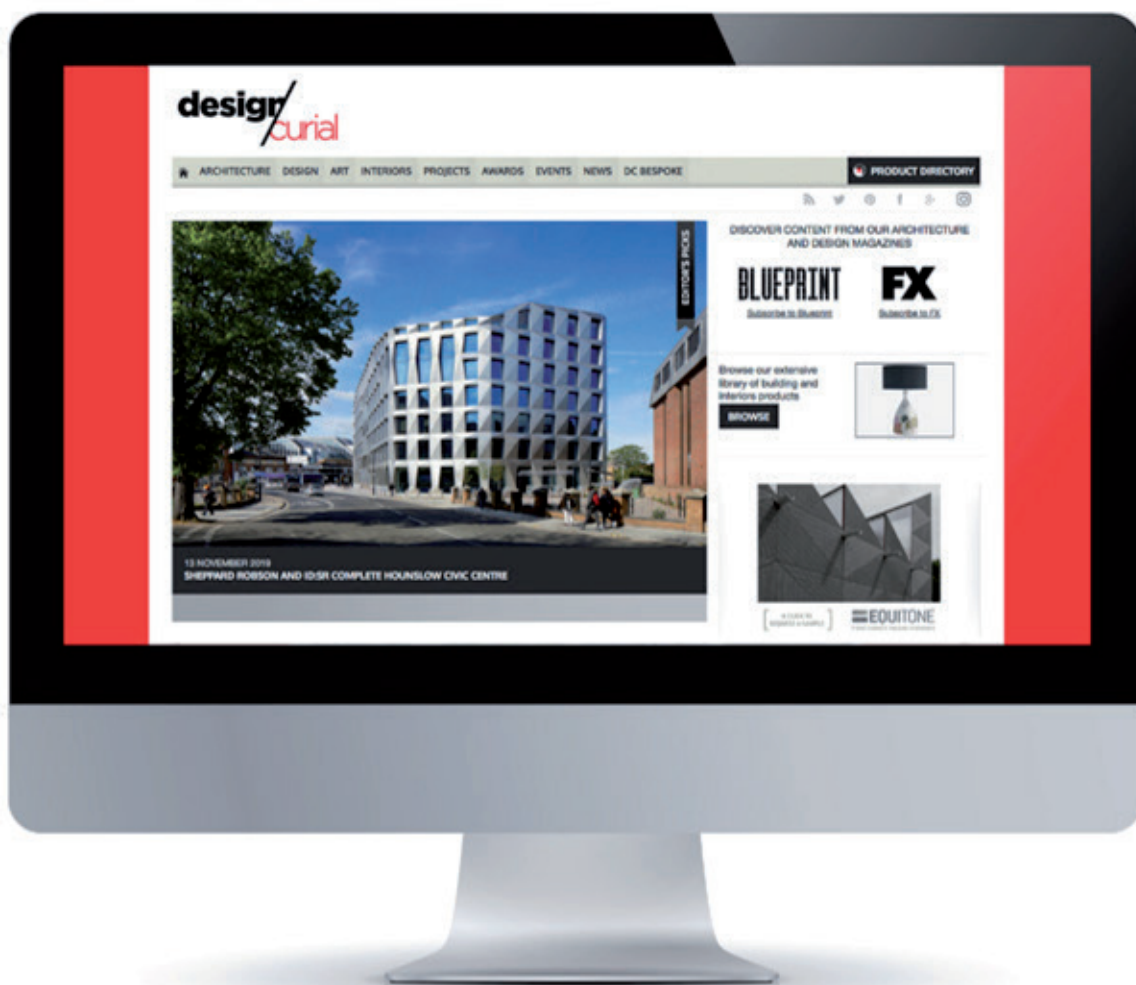 design/
curial
ARCHITECTURE DESIGN ART INTERIORS PROJECTS AWARDS EVENTS NEWS DC BESPOKE
PRODUCT DIRECTORY
EDITOR'S PICKS
13 NOVEMBER 2019
SHEPPARD ROBSON AND ID:SR COMPLETE HOUNSLOW CIVIC CENTRE
DISCOVER CONTENT FROM OUR ARCHITECTURE
AND DESIGN MAGAZINES
BLUEPRINT
Subscribe to Blueprint
FX
Subscribe to FX
Browse our extensive
library of building and
interiors products
BROWSE
REQUEST A SAMPLE
EQUITONE